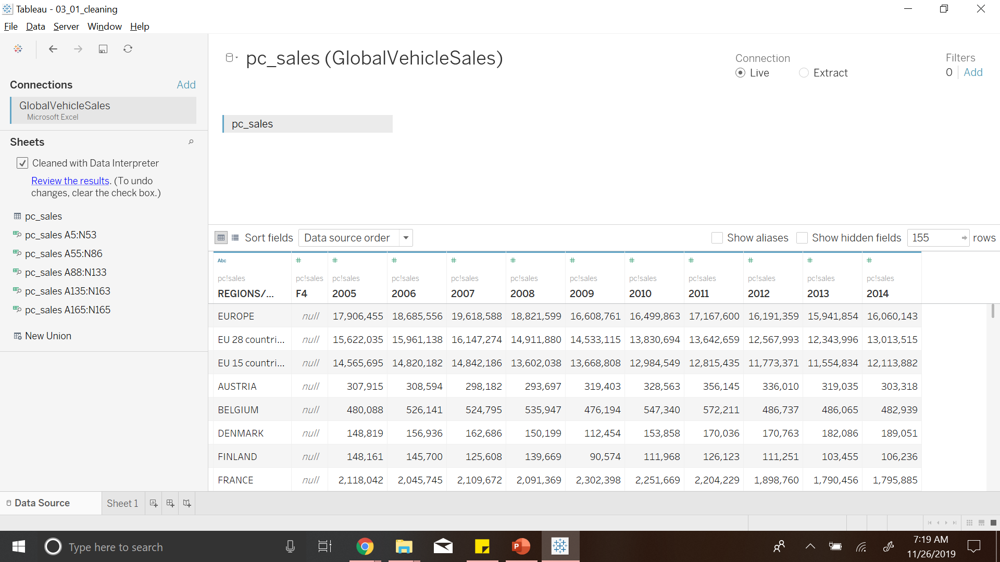 Tableau - 03_01_cleaning
File Data Server Window Help
Connections Add
GlobalVehicleSales
Microsoft Excel
Sheets
Cleaned with Data Interpreter
Review the results. (To undo
changes, clear the check box.)
pc_sales
pc_sales A5:N53
pc_sales A55:N86
pc_sales A88:N133
pc_sales A135:N163
pc_sales A165:N165
New Union
pc_sales (GlobalVehicleSales)
Connection
Live Extract
Filters
0 Add
pc_sales
Sort fields Data source order Show aliases Show hidden fields 155 rows
Abc # # # # # # # # # # #
pc!sales pc!sales pc!sales pc!sales pc!sales pc!sales pc!sales pc!sales pc!sales pc!sales pc!sales pc!sales
REGIONS/... F4 2005 2006 2007 2008 2009 2010 2011 2012 2013 2014
EUROPE null 17,906,455 18,685,556 19,618,588 18,821,599 16,608,761 16,499,863 17,167,600 16,191,359 15,941,854 16,060,143
EU 28 countri... null 15,622,035 15,961,138 16,147,274 14,911,880 14,533,115 13,830,694 13,642,659 12,567,993 12,343,996 13,013,515
EU 15 countri... null 14,565,695 14,820,182 14,842,186 13,602,038 13,668,808 12,984,549 12,815,435 11,773,371 11,554,834 12,113,882
AUSTRIA null 307,915 308,594 298,182 293,697 319,403 328,563 356,145 336,010 319,035 303,318
BELGIUM null 480,088 526,141 524,795 535,947 476,194 547,340 572,211 486,737 486,065 482,939
DENMARK null 148,819 156,936 162,686 150,199 112,454 153,858 170,036 170,763 182,086 189,051
FINLAND null 148,161 145,700 125,608 139,669 90,574 111,968 126,123 111,251 103,455 106,236
FRANCE null 2,118,042 2,045,745 2,109,672 2,091,369 2,302,398 2,251,669 2,204,229 1,898,760 1,790,456 1,795,885
Data Source Sheet 1
Type here to search
P
7:19 AM
11/26/2019